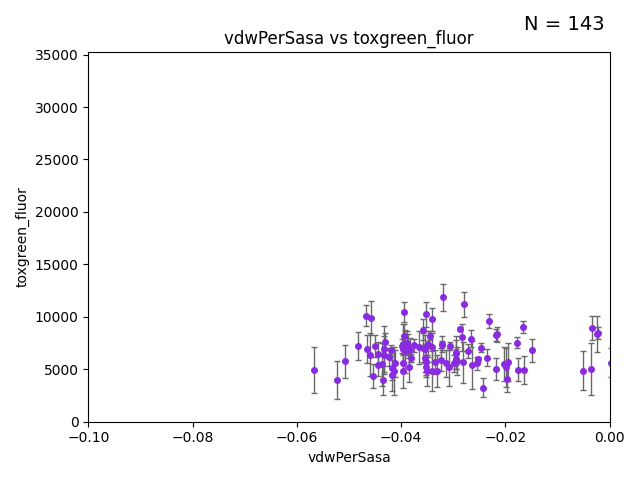 N = 143
vdwPerSasa vs toxgreen_fluor
35000
30000
25000
20000
15000
10000
5000
0
toxgreen_fluor
−0.10 −0.08 −0.06 −0.04 −0.02 0.00
vdwPerSasa